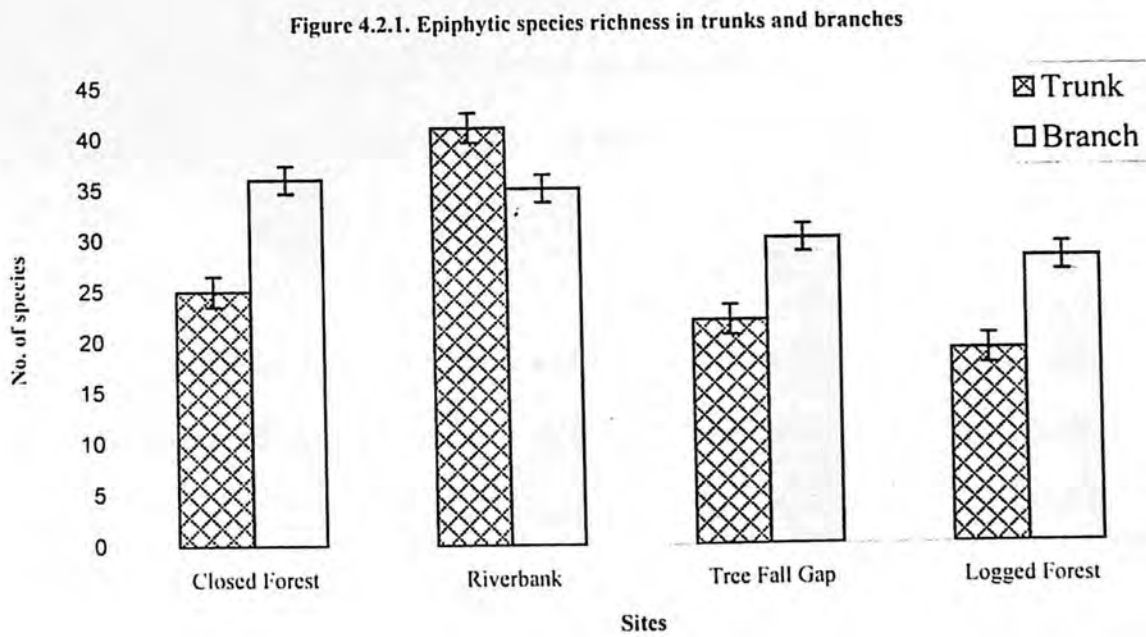 Figure 4.2.1. Epiphytic species richness in trunks and branches
Trunk
Branch
No. of species
45
40
35
30
25
20
15
10
5
0
Closed Forest Riverbank Tree Fall Gap Logged Forest
Sites